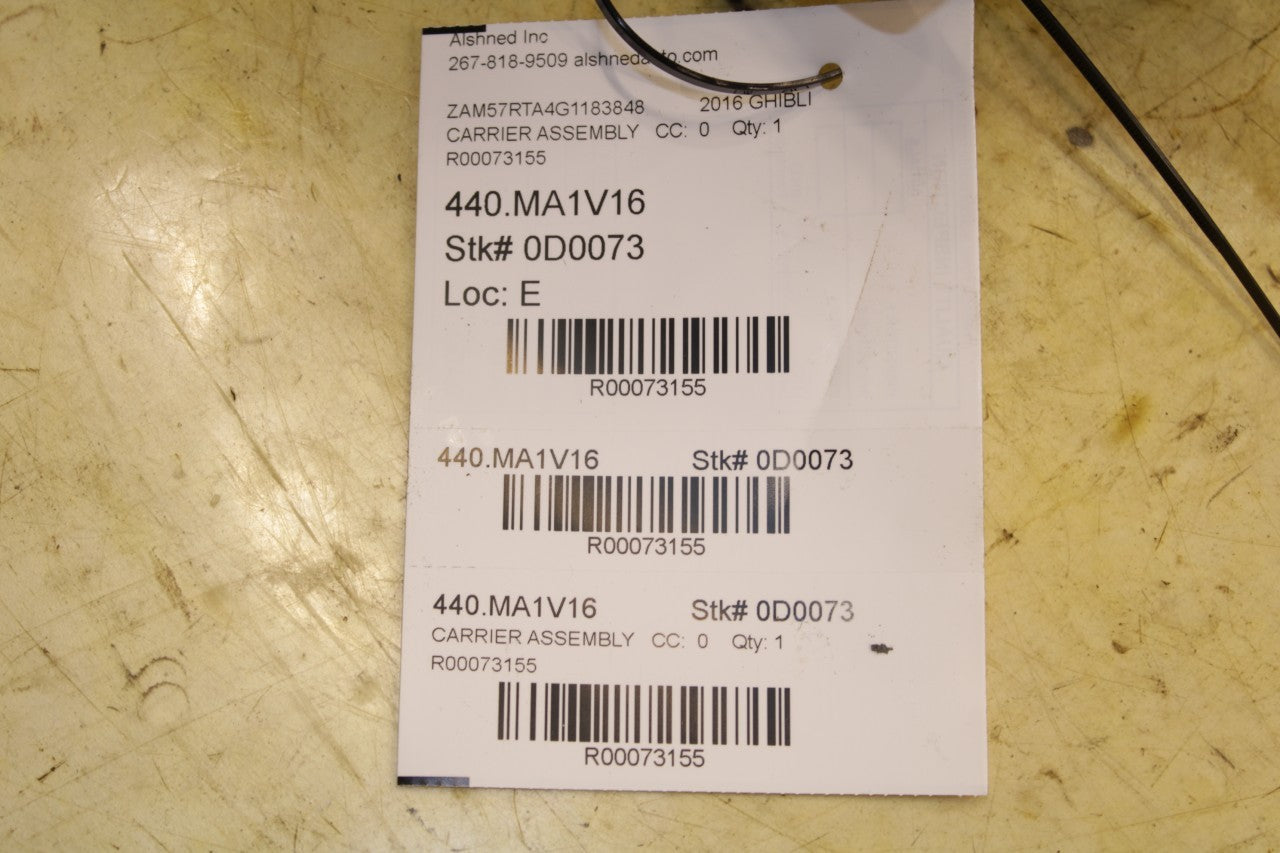 Alshned Inc
267-818-9509 alshnedauto.com
ZAM57RTA4G1183848 2016 GHIBLI
CARRIER ASSEMBLY CC: 0 Qty: 1
R00073155
440.MA1V16
Stk# 0D0073
Loc: E
R00073155
440.MA1V16 Stk# 0D0073
R00073155
440.MA1V16 Stk# 0D0073
CARRIER ASSEMBLY CC: 0 Qty: 1
R00073155
R00073155